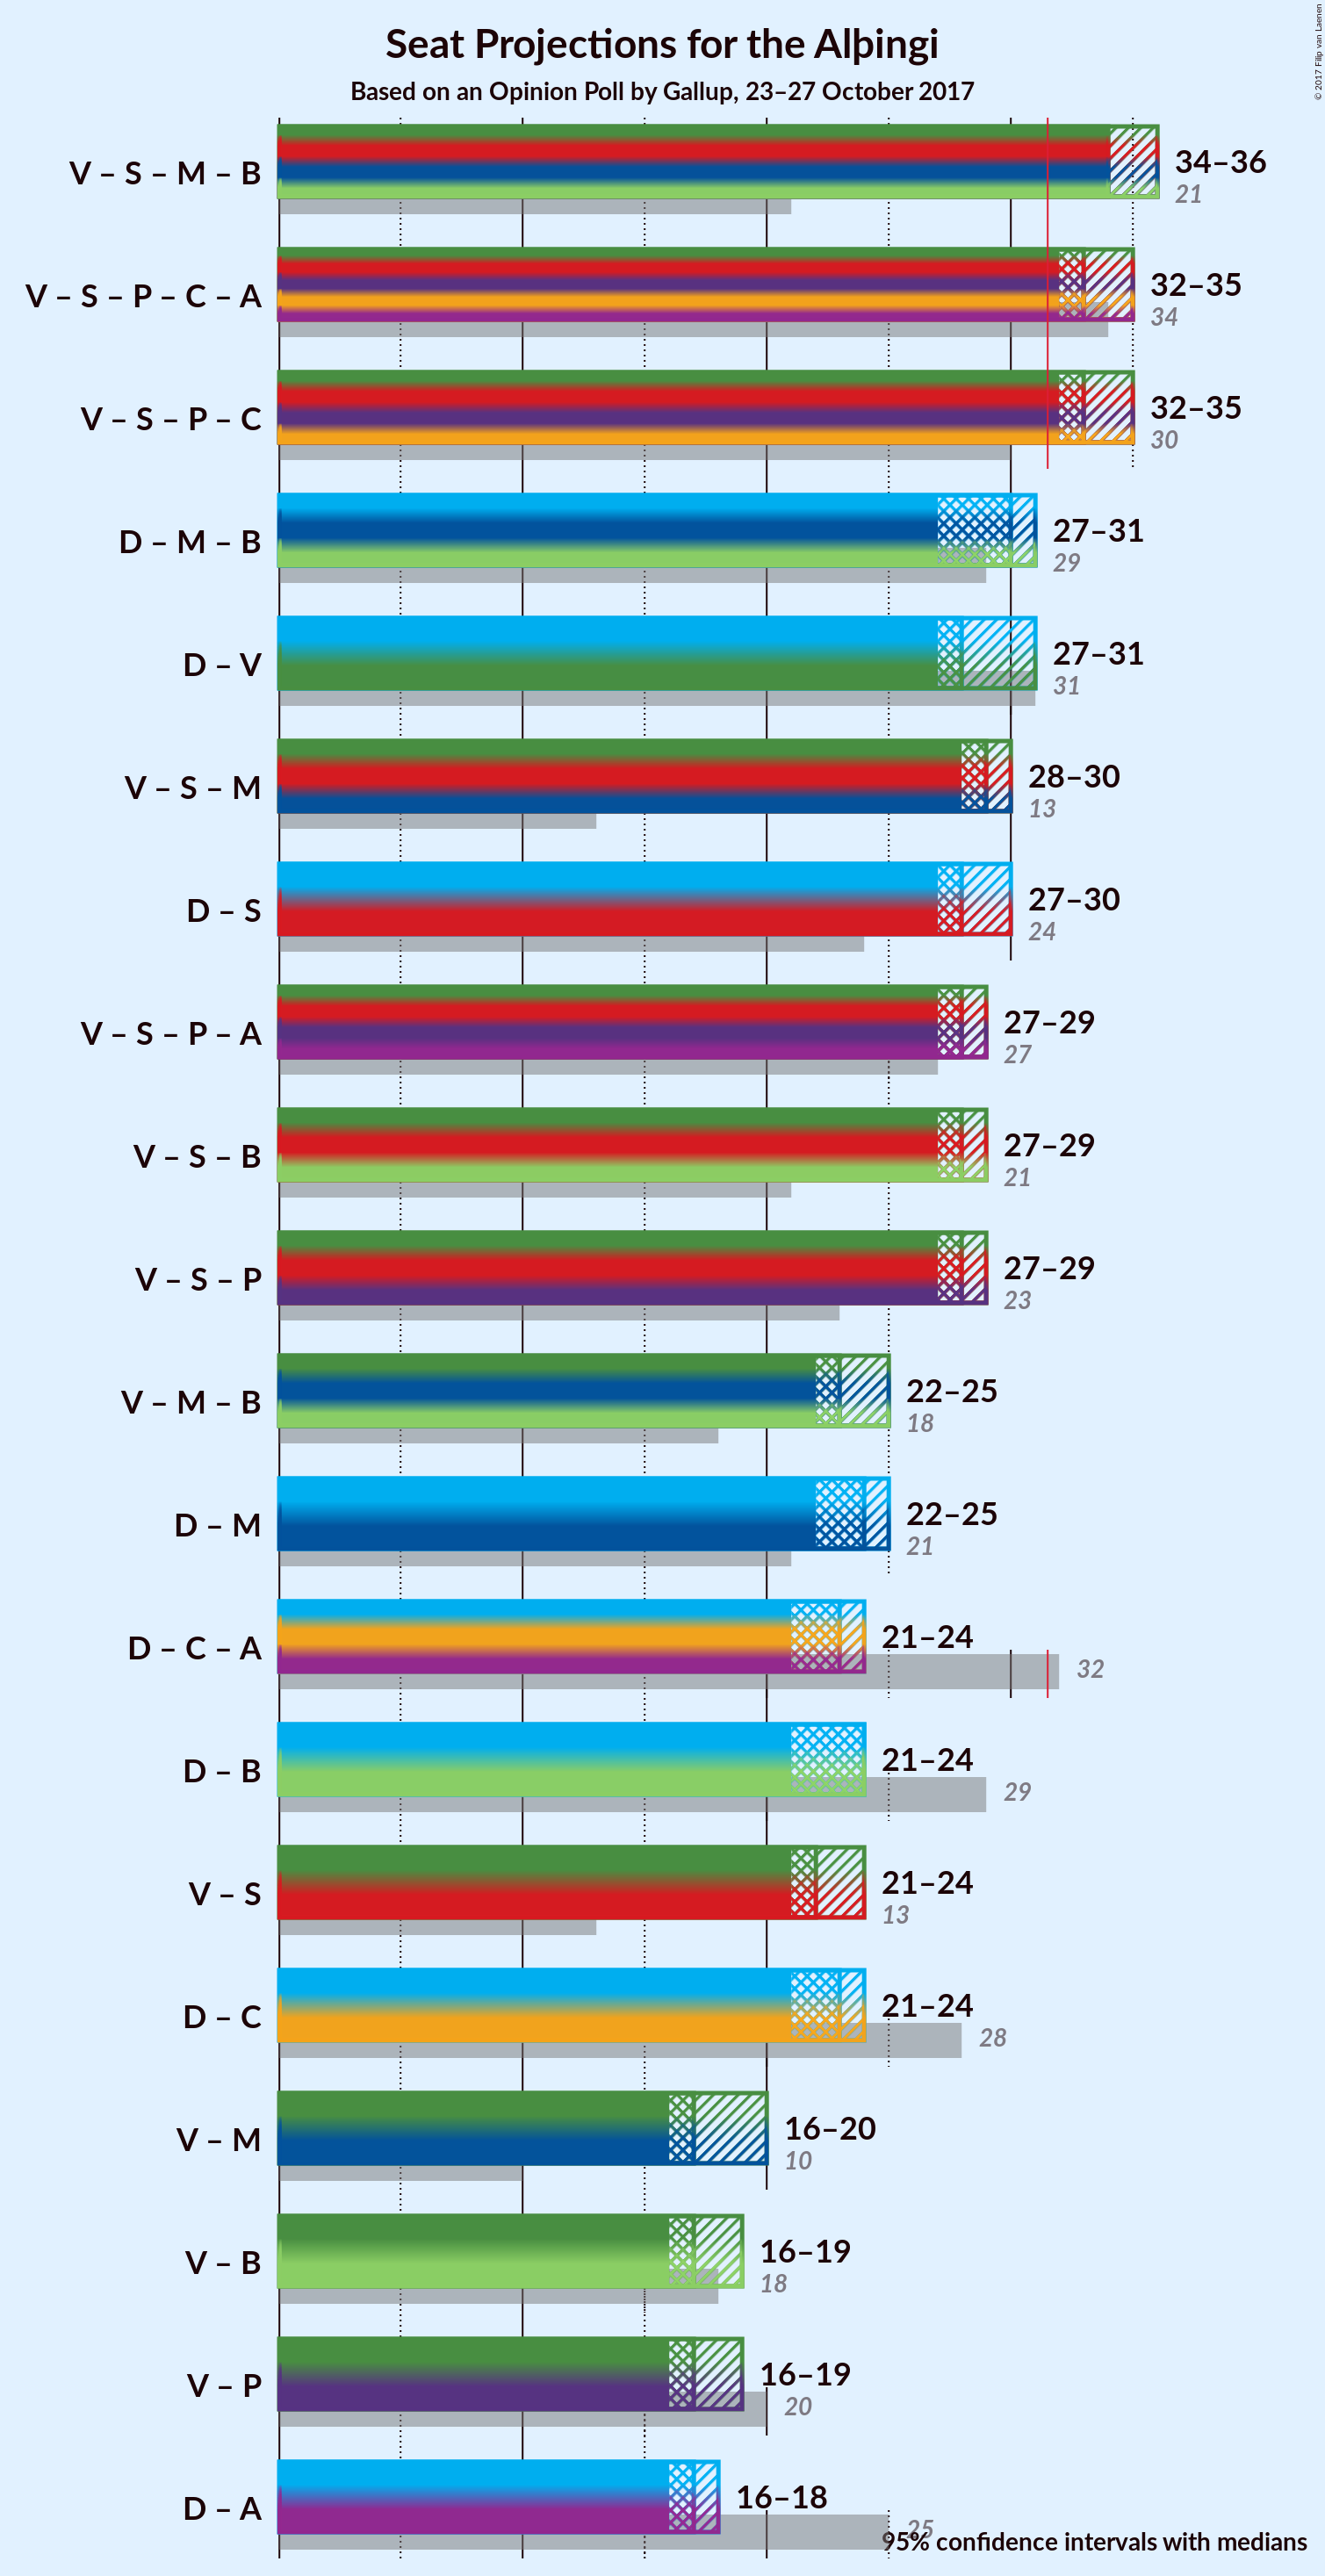 Seat Projections for the Alþingi
Based on an Opinion Poll by Gallup, 23–27 October 2017
© 2017 Filip van Laenen
V – S – M – B
34–36
21
V – S – P – C – A
32–35
34
V – S – P – C
32–35
30
D – M – B
27–31
29
D – V
27–31
31
V – S – M
28–30
13
D – S
27–30
24
V – S – P – A
27–29
27
V – S – B
27–29
21
V – S – P
27–29
23
V – M – B
22–25
18
D – M
22–25
21
D – C – A
21–24
32
D – B
21–24
29
V – S
21–24
13
D – C
21–24
28
V – M
16–20
10
V – B
16–19
18
V – P
16–19
20
D – A
16–18
25
95% confidence intervals with medians